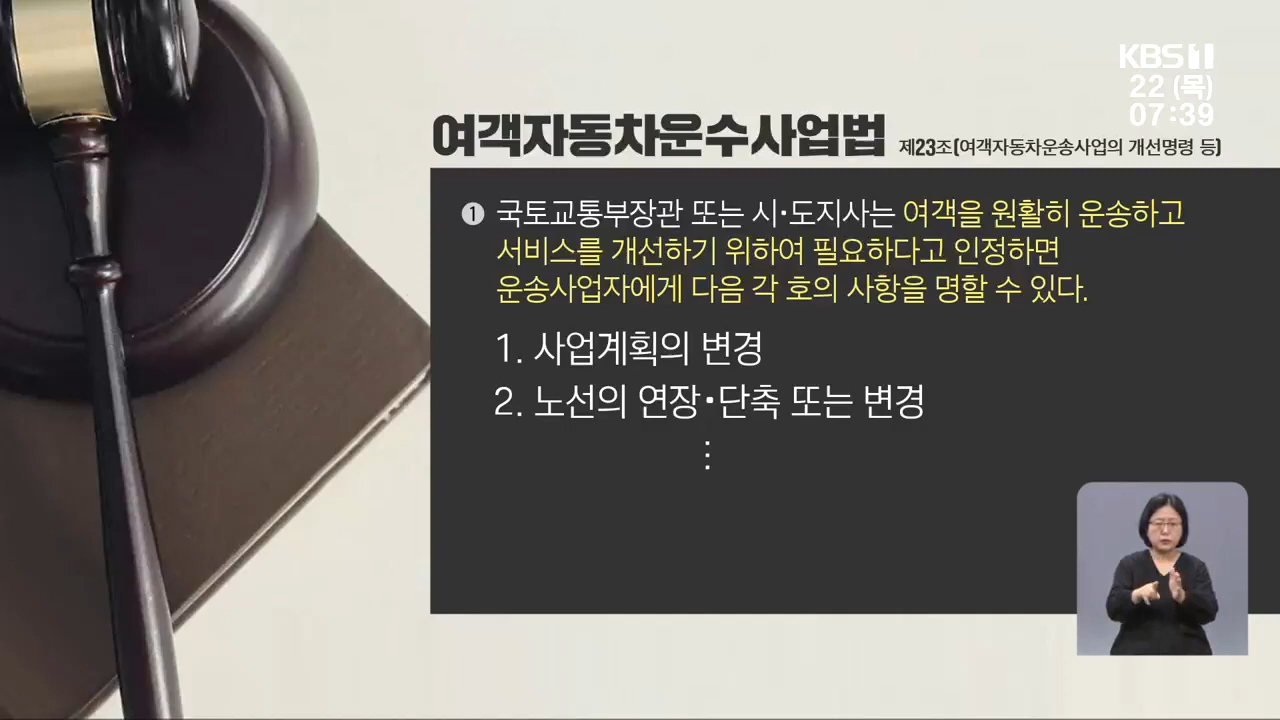 KBS 1
22 (목)
07:39
여객자동차운수사업법 제23조(여객자동차운송사업의 개선명령 등)
❶ 국토교통부장관 또는 시·도지사는 여객을 원활히 운송하고
서비스를 개선하기 위하여 필요하다고 인정하면
운송사업자에게 다음 각 호의 사항을 명할 수 있다.
1. 사업계획의 변경
2. 노선의 연장·단축 또는 변경
⋮